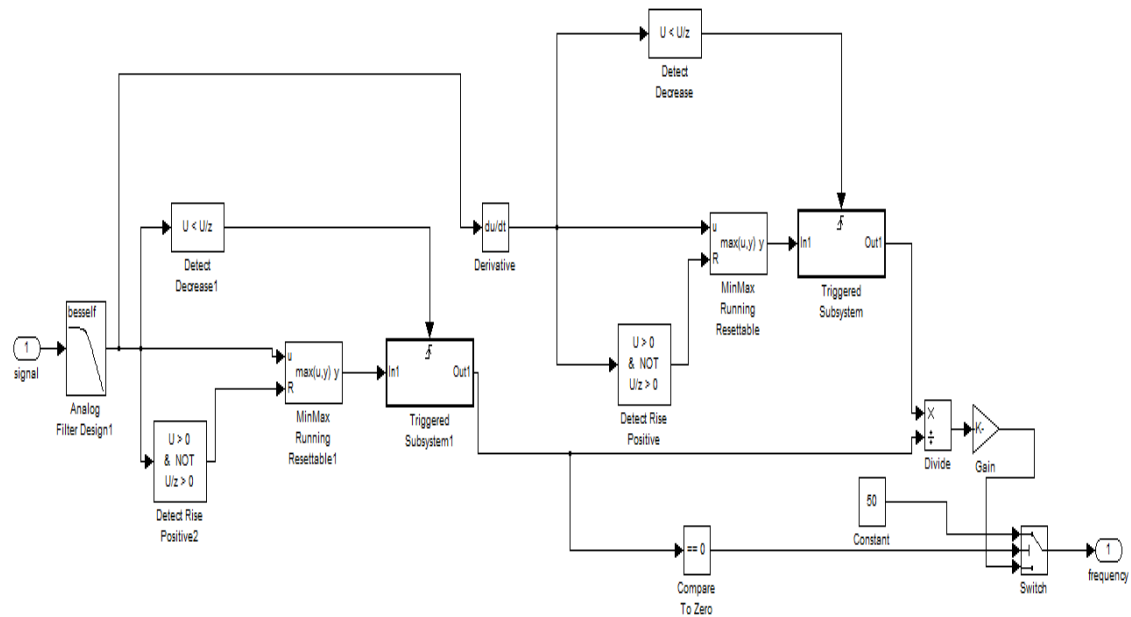 U < U/z
Detect
Decrease
U < U/z
Detect
Decrease1
du/dt
Derivative
u
R
max(u,y) y
MinMax
Running
Resettable
In1
Out1
Triggered
Subsystem
besself
Analog
Filter Design1
1
signal
U > 0
& NOT
U/z > 0
Detect Rise
Positive2
u
R
max(u,y) y
MinMax
Running
Resettable1
In1
Out1
Triggered
Subsystem1
U > 0
& NOT
U/z > 0
Detect Rise
Positive
×
÷
Divide
K-
Gain
50
Constant
== 0
Compare
To Zero
Switch
1
frequency